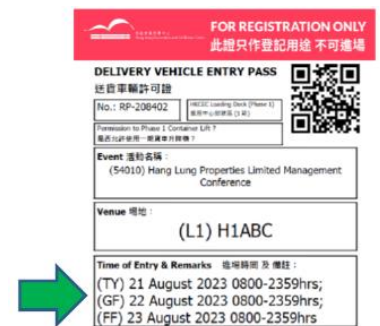 FOR REGISTRATION ONLY
此證只作登記用途 不可進場
DELIVERY VEHICLE ENTRY PASS
送貨車輛許可證
No.: RP-208402
HKCEC Loading Dock (Phase 1)
Permission to Phase 1 Container Lift ?
Event 活動名稱 :
(54010) Hang Lung Properties Limited Management
Conference
Venue 場地 :
(L1) H1ABC
Time of Entry & Remarks 進場時間 及 備註 :
(TY) 21 August 2023 0800-2359hrs;
(GF) 22 August 2023 0800-2359hrs;
(FF) 23 August 2023 0800-2359hrs